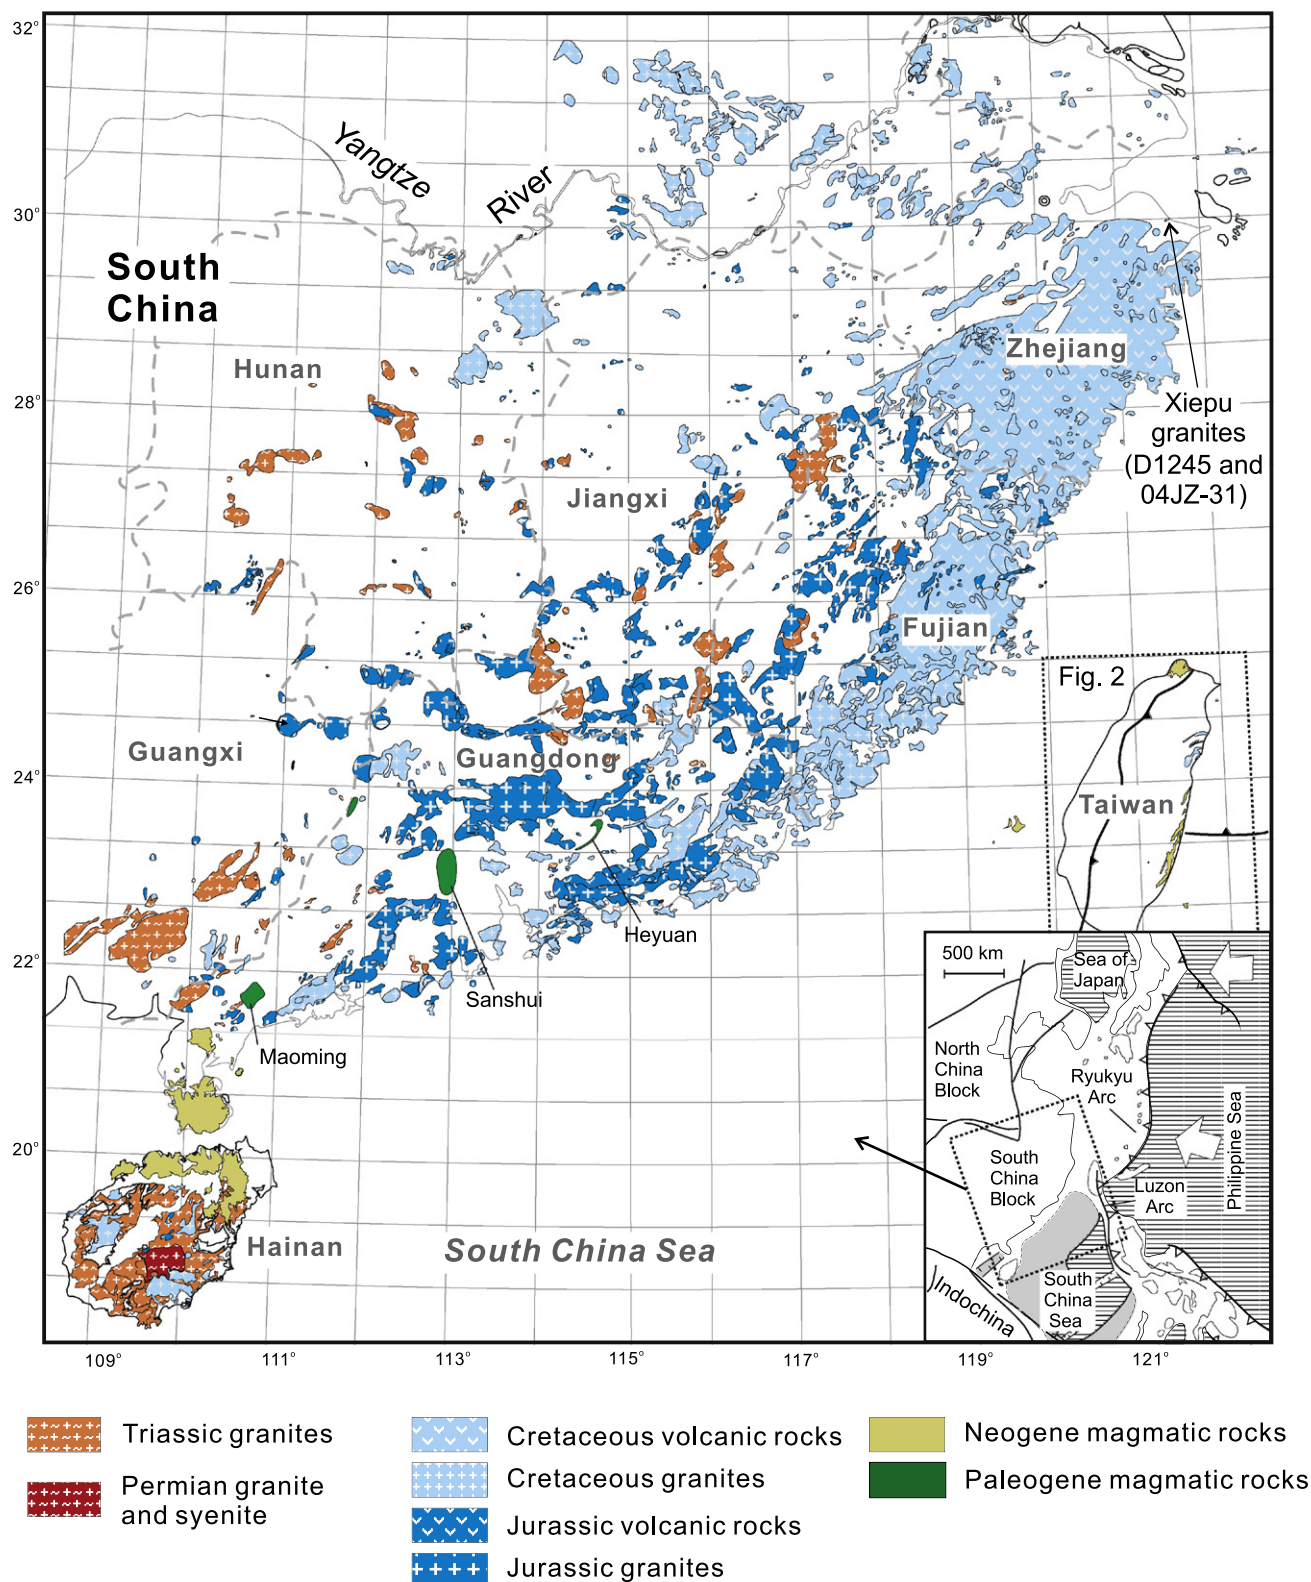 32°
30°
28°
26°
24°
22°
20°
109°
111°
113°
115°
117°
119°
121°
Yangtze
River
South
China
Hunan
Jiangxi
Zhejiang
Xiepu
granites
(D1245 and
04JZ-31)
Fujian
Guangxi
Guangdong
Fig. 2
Taiwan
Heyuan
Sanshui
Maoming
Hainan
South China Sea
500 km
Sea of
Japan
North
China
Block
Ryukyu
Arc
South
China
Block
Luzon
Arc
Philippine Sea
South
China
Sea
Indochina
Triassic granites
Permian granite
and syenite
Cretaceous volcanic rocks
Cretaceous granites
Jurassic volcanic rocks
Jurassic granites
Neogene magmatic rocks
Paleogene magmatic rocks